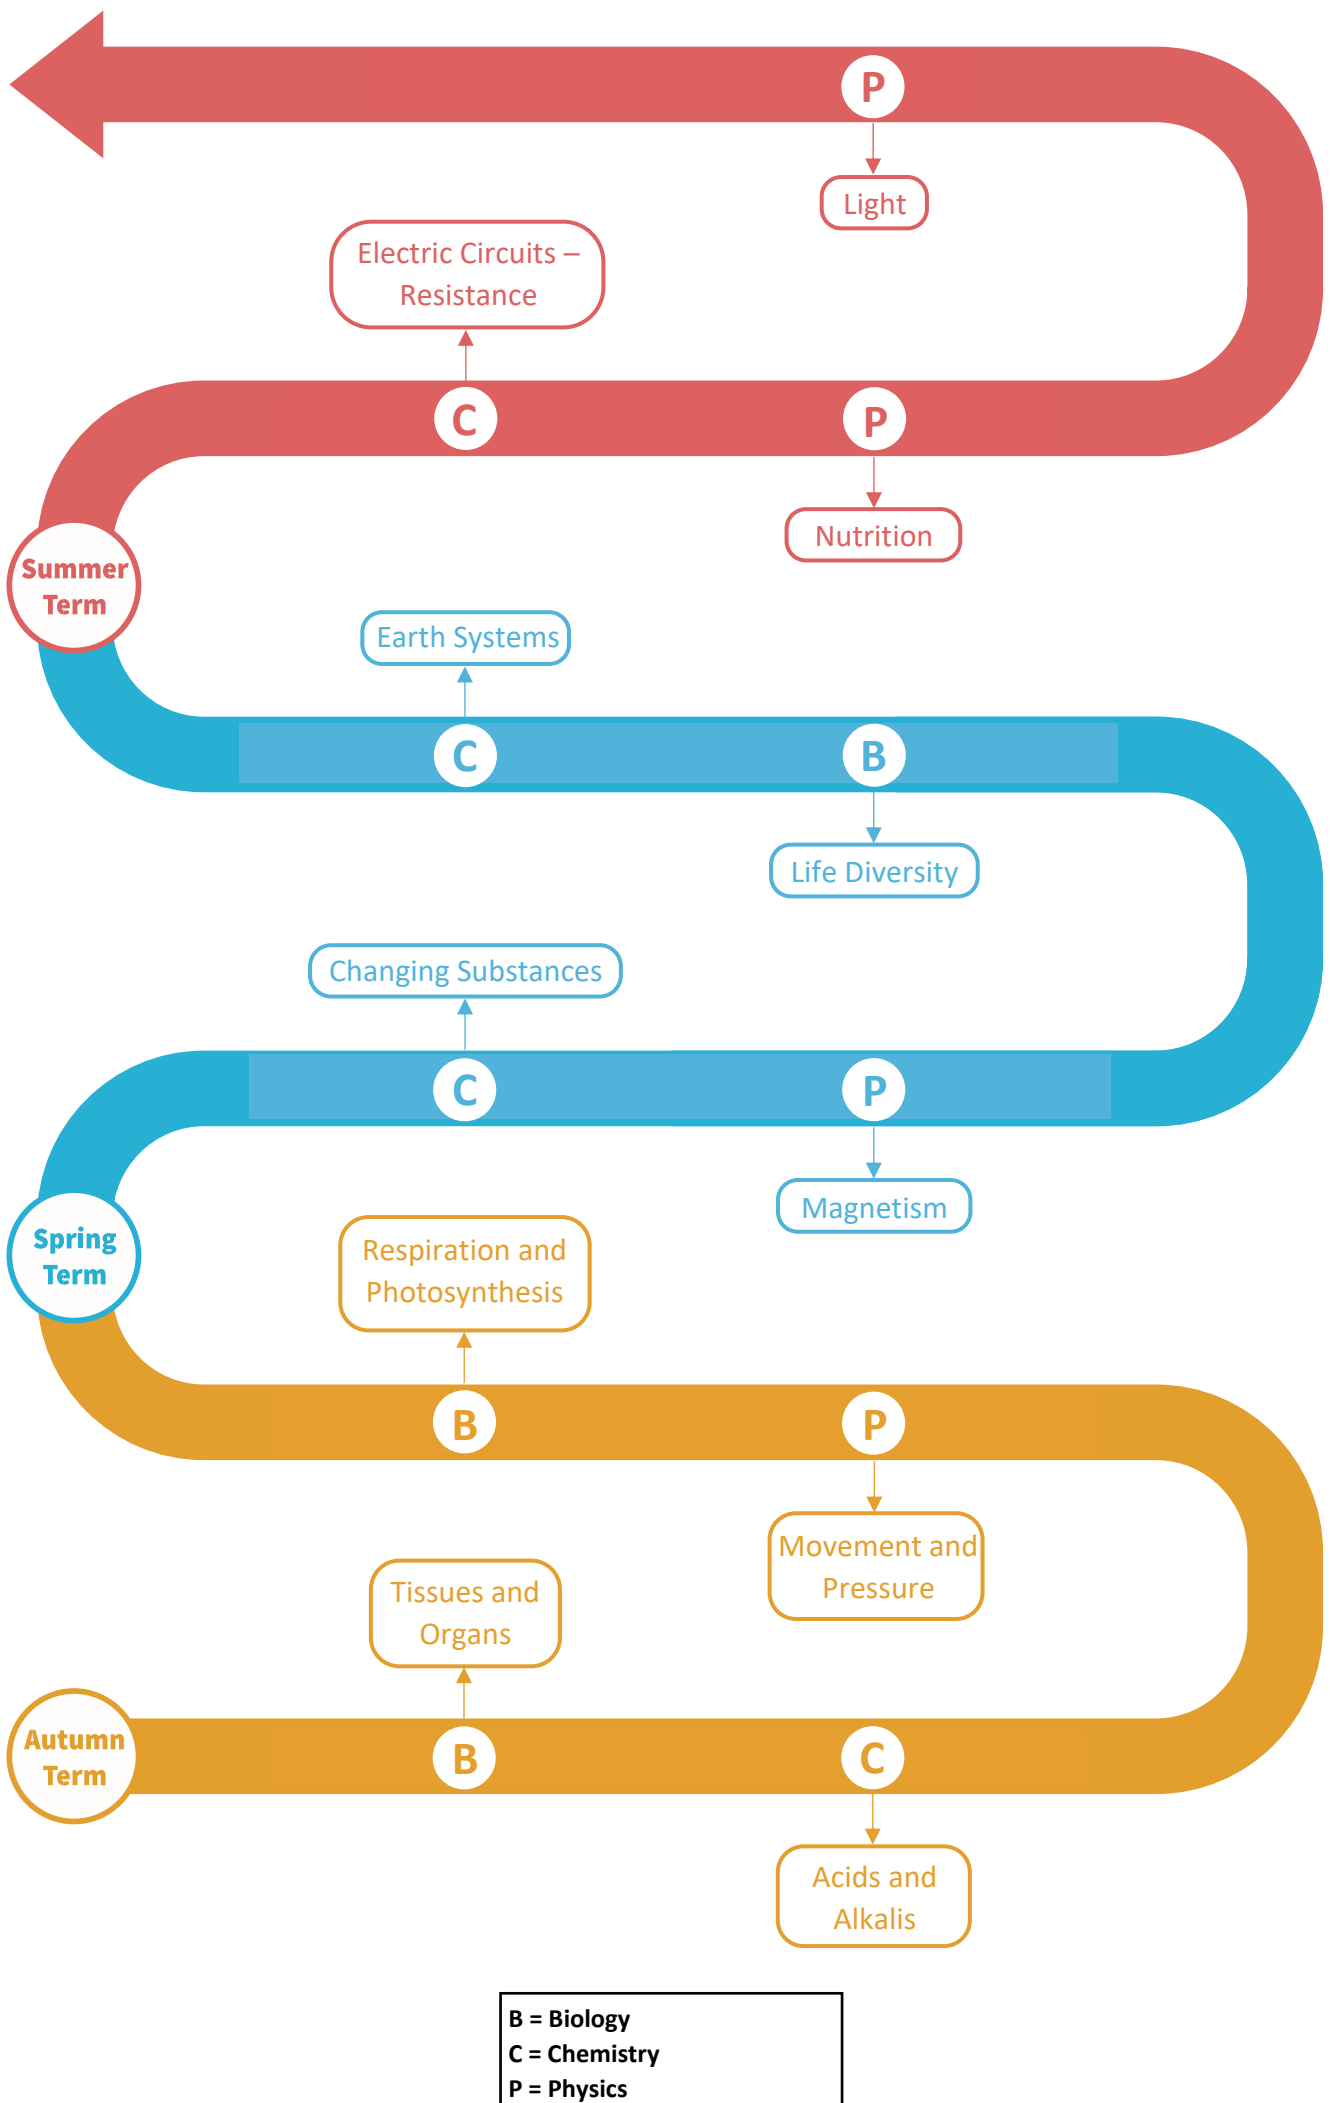 P
Light
Electric Circuits –
Resistance
C
P
Nutrition
Summer
Term
Earth Systems
C
B
Life Diversity
Changing Substances
C
P
Magnetism
Spring
Term
Respiration and
Photosynthesis
B
P
Movement and
Pressure
Tissues and
Organs
Autumn
Term
B
C
Acids and
Alkalis
B = Biology
C = Chemistry
P = Physics